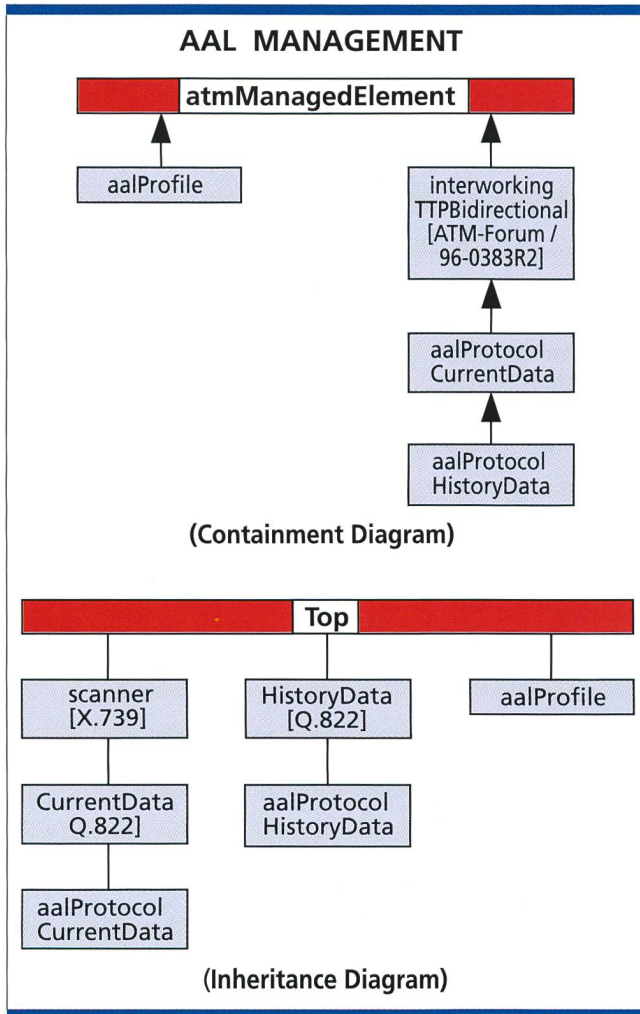 AAL MANAGEMENT
atmManagedElement
aalProfile
interworking
TTPBidirectional
[ATM-Forum /
96-0383R2]
aalProtocol
CurrentData
aalProtocol
HistoryData
(Containment Diagram)
Top
scanner
[X.739]
HistoryData
[Q.822]
aalProfile
CurrentData
Q.822]
aalProtocol
HistoryData
aalProtocol
CurrentData
(Inheritance Diagram)